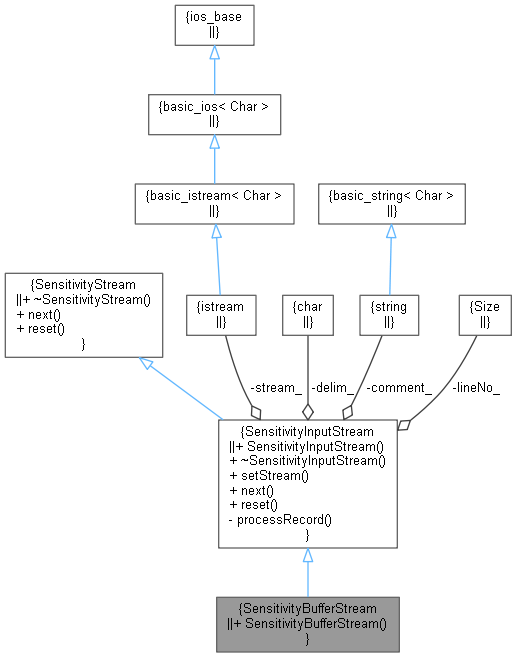 {ios_base
||}
{basic_ios< Char >
||}
{basic_istream< Char >
||}
{basic_string< Char >
||}
{SensitivityStream
||+ ~SensitivityStream()
+ next()
+ reset()
}
{istream
||}
{char
||}
{string
||}
{Size
||}
-stream_
-delim_
-comment_
-lineNo_
{SensitivityInputStream
||+ SensitivityInputStream()
+ ~SensitivityInputStream()
+ setStream()
+ next()
+ reset()
- processRecord()
}
{SensitivityBufferStream
||+ SensitivityBufferStream()
}